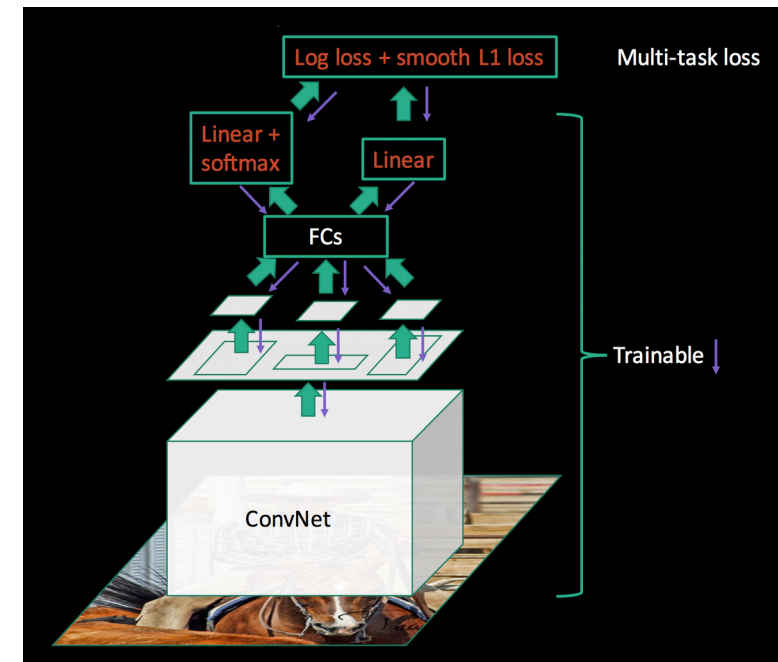 Log loss + smooth L1 loss
Multi-task loss
Linear +
softmax
Linear
FCs
Trainable
ConvNet